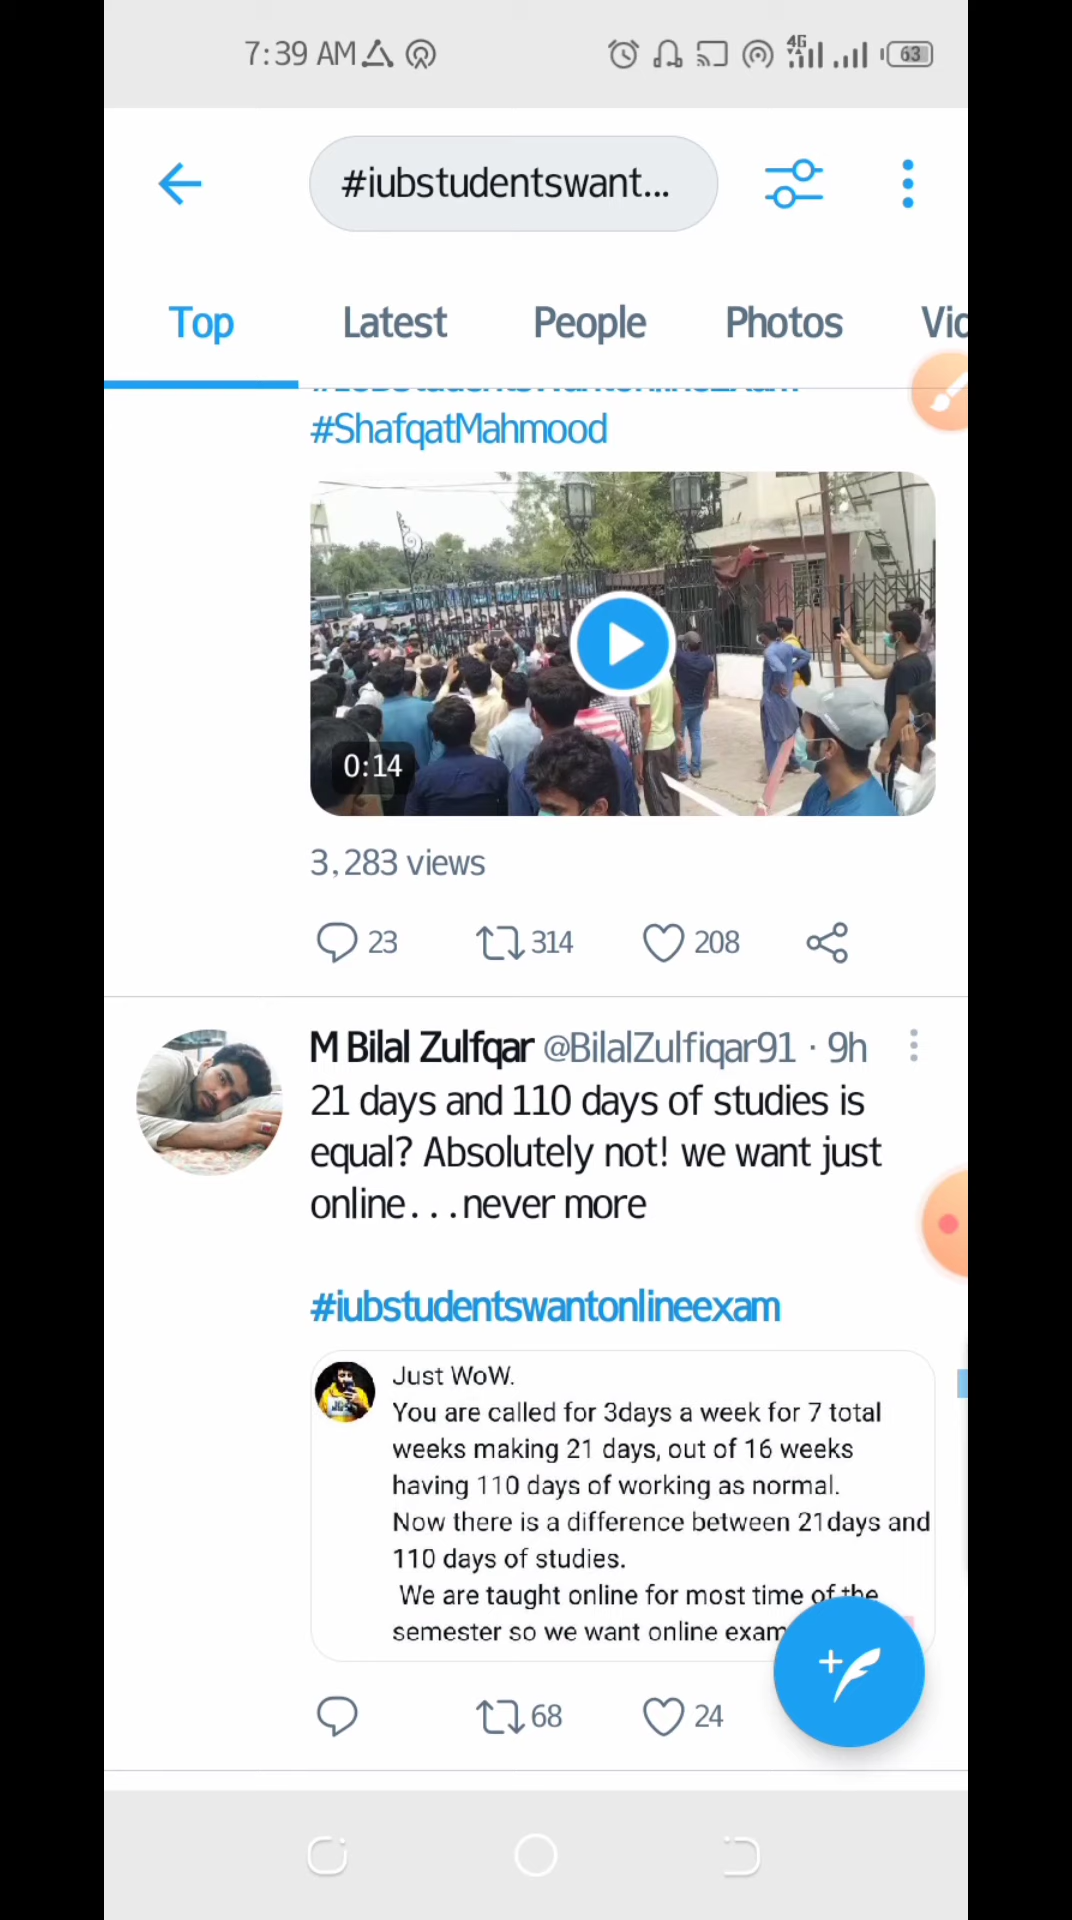 7:39 AM
4G
63
#iubstudentswant...
Top Latest People Photos Vid
#ShafqatMahmood
0:14
3,283 views
23 314 208
M Bilal Zulfqar @BilalZulfiqar91 · 9h
21 days and 110 days of studies is
equal? Absolutely not! we want just
online...never more
#iubstudentswantonlineexam
Just WoW.
You are called for 3days a week for 7 total
weeks making 21 days, out of 16 weeks
having 110 days of working as normal.
Now there is a difference between 21days and
110 days of studies.
We are taught online for most time of the
semester so we want online exam
68 24